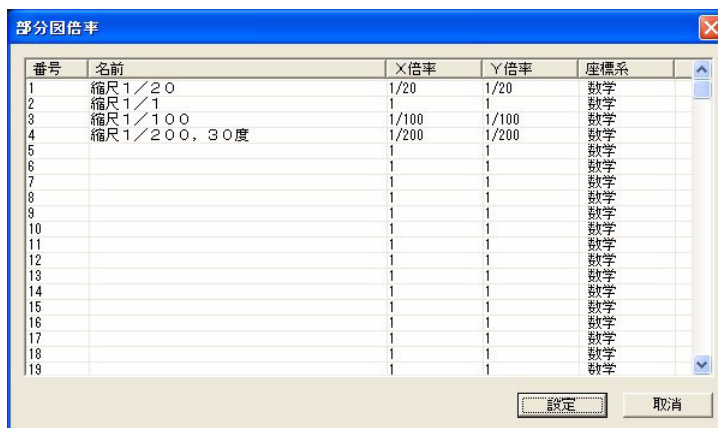 部分図倍率
番号 名前 X倍率 Y倍率 座標系
1 縮尺1/20 1/20 1/20 数学
2 縮尺1/1 1 1 数学
3 縮尺1/100 1/100 1/100 数学
4 縮尺1/200，30度 1/200 1/200 数学
5 1 1 数学
6 1 1 数学
7 1 1 数学
8 1 1 数学
9 1 1 数学
10 1 1 数学
11 1 1 数学
12 1 1 数学
13 1 1 数学
14 1 1 数学
15 1 1 数学
16 1 1 数学
17 1 1 数学
18 1 1 数学
19 1 1 数学
設定 取消